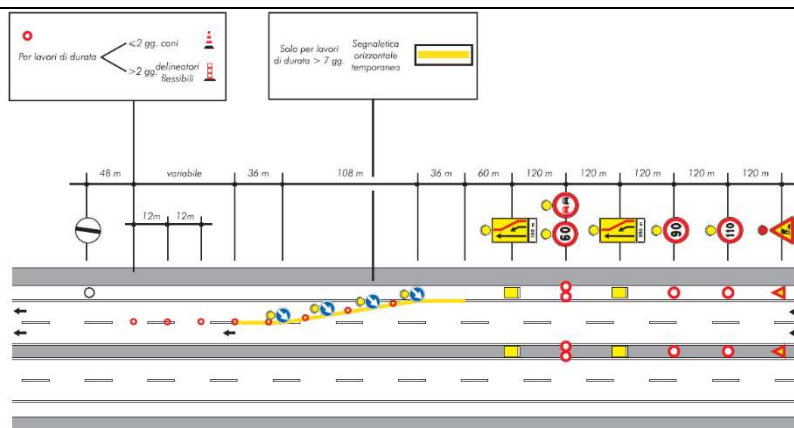 Per lavori di durata
<2 gg. coni
>2 gg. delineatori
flessibili
Solo per lavori
di durata > 7 gg.
Segnaletica
orizzontale
temporanea
48 m
variabile
36 m
108 m
36 m
60 m
120 m
120 m
120 m
120 m
120 m
12m
12m
60
90
110